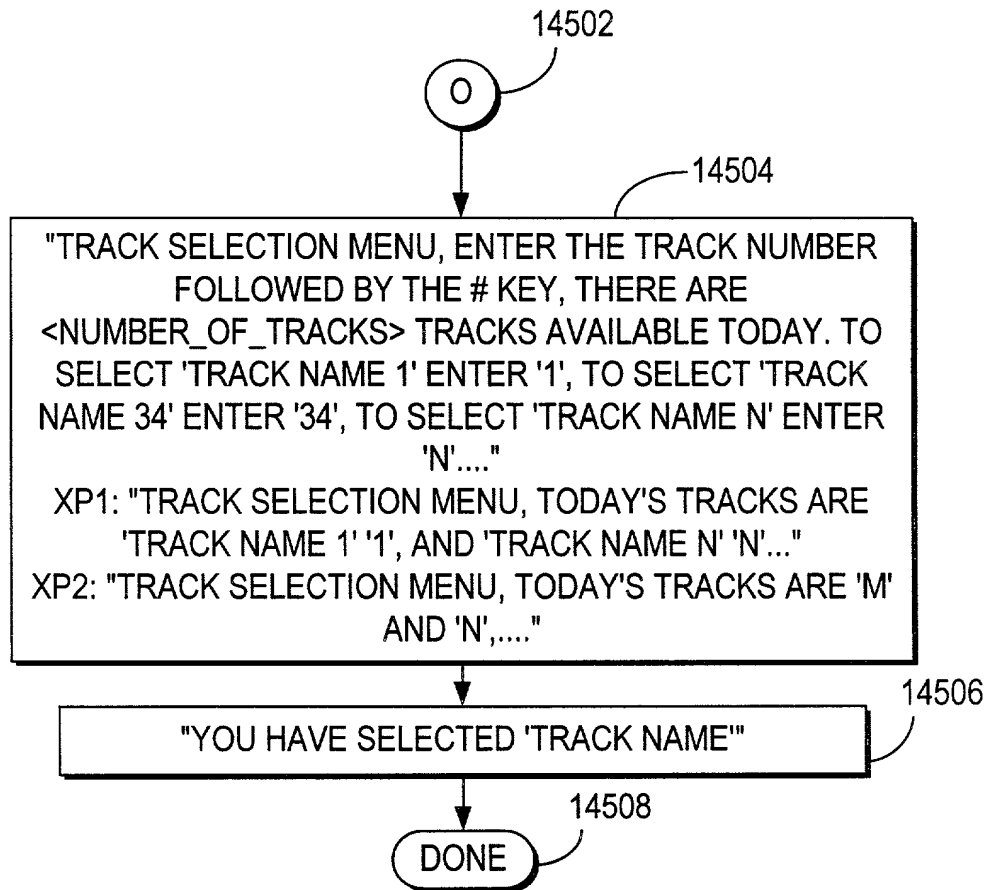 14502
O
14504
"TRACK SELECTION MENU, ENTER THE TRACK NUMBER
FOLLOWED BY THE # KEY, THERE ARE
<NUMBER_OF_TRACKS> TRACKS AVAILABLE TODAY. TO
SELECT 'TRACK NAME 1' ENTER '1', TO SELECT 'TRACK
NAME 34' ENTER '34', TO SELECT 'TRACK NAME N' ENTER
'N'...."
XP1: "TRACK SELECTION MENU, TODAY'S TRACKS ARE
'TRACK NAME 1' '1', AND 'TRACK NAME N' 'N'..."
XP2: "TRACK SELECTION MENU, TODAY'S TRACKS ARE 'M'
AND 'N',...."
14506
"YOU HAVE SELECTED 'TRACK NAME'"
14508
DONE